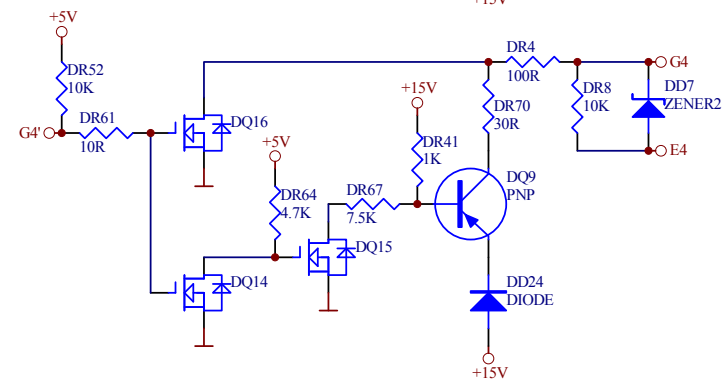 +15V
+5V
DR52
10K
G4'
DR61
10R
DQ16
+5V
DR64
4.7K
DQ14
DQ15
DR67
7.5K
+15V
DR41
1K
DR4
100R
DR70
30R
DQ9
PNP
DD24
DIODE
+15V
DR8
10K
DD7
ZENER2
G4
E4